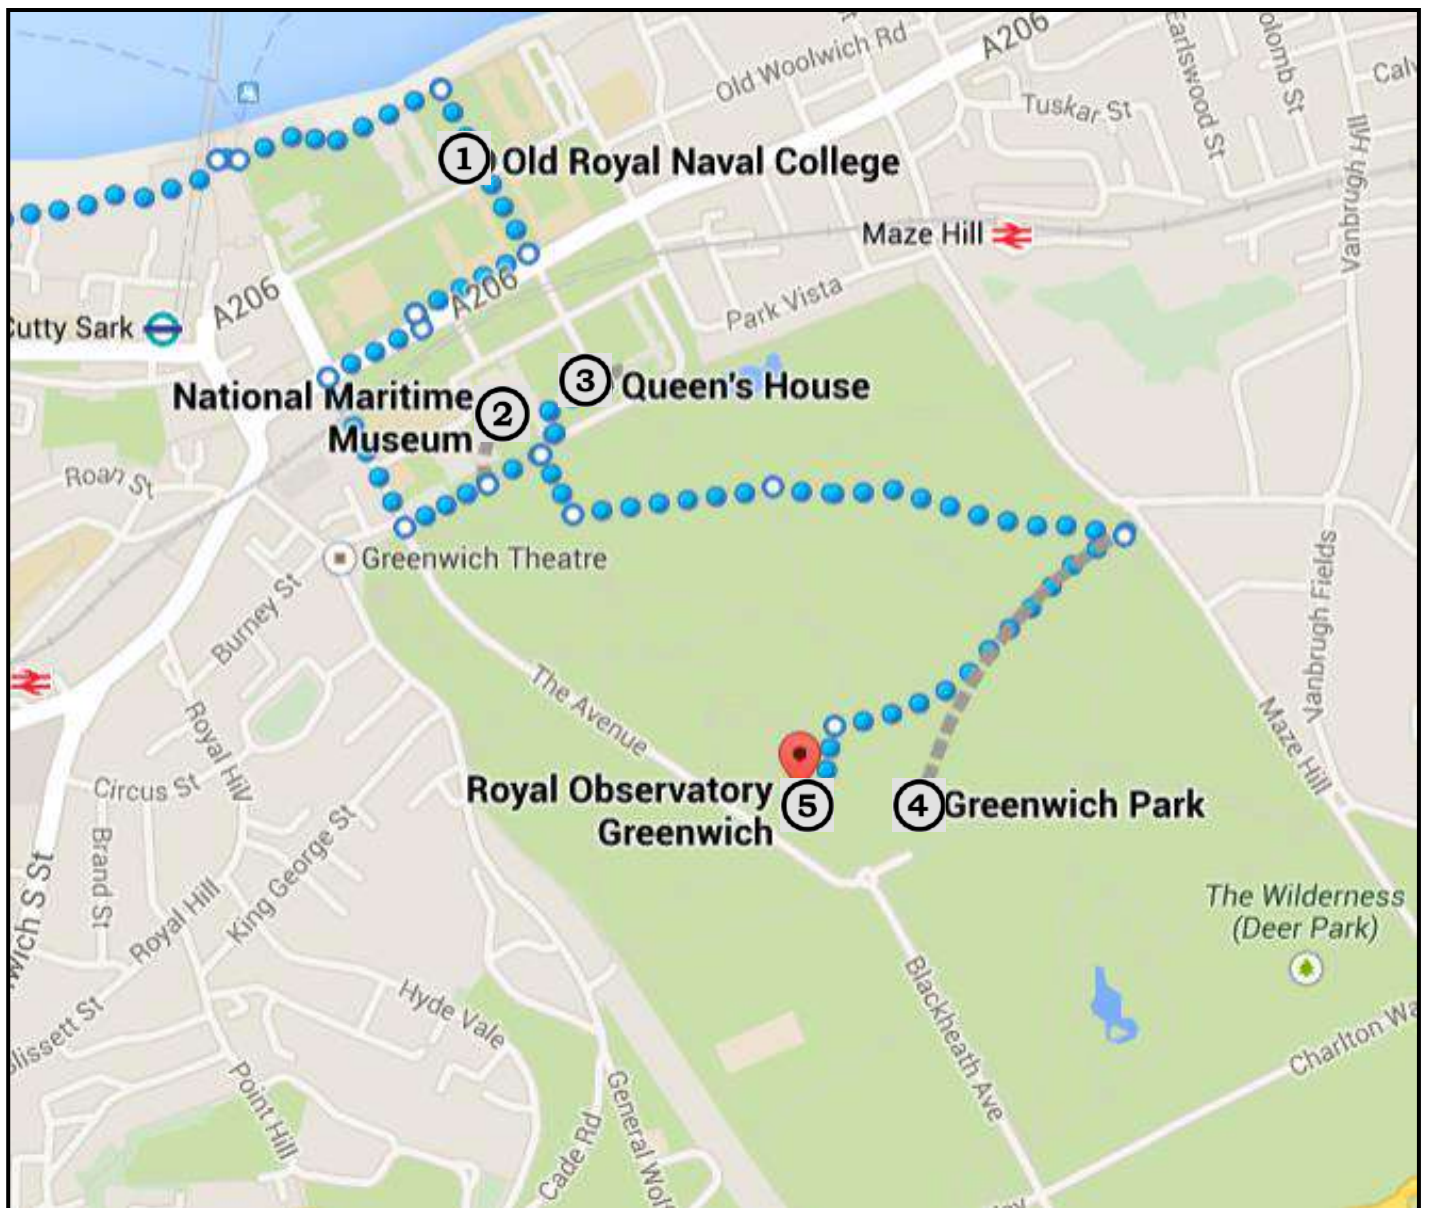 Old Woolwich Rd
A206
Earlswood St
olomb St
Calv
Tuskar St
Vanbrugh Hill
1 Old Royal Naval College
Maze Hill
A206
A206
Park Vista
Cutty Sark
National Maritime
Museum
2
3 Queen's House
Roan St
Greenwich Theatre
Burney St
Vanbrugh Fields
The Avenue
Maze Hill
Royal Hill
Circus St
Royal Observatory
Greenwich
5
4 Greenwich Park
King George St
Brand St
Royal Hill
wich S St
The Wilderness
(Deer Park)
Hyde Vale
Blackheath Ave
Charlton Wa
lissett St
Point Hill
General Wol
Cade Rd